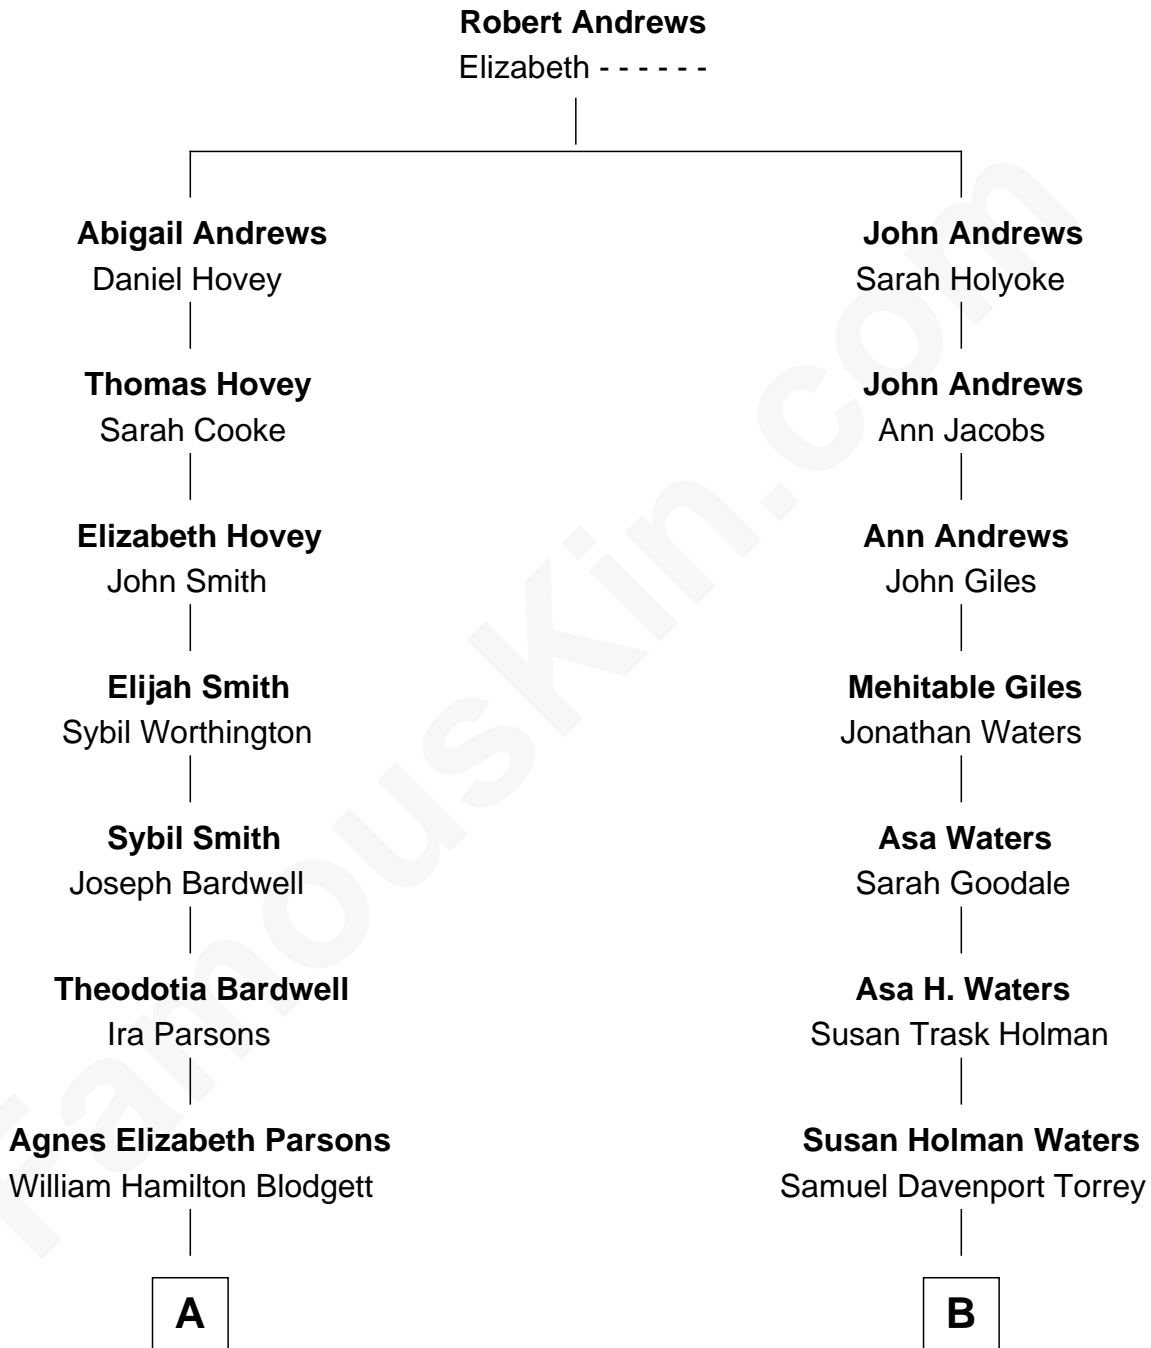 Robert Andrews
Elizabeth - - - - - -
Abigail Andrews
Daniel Hovey
John Andrews
Sarah Holyoke
Thomas Hovey
Sarah Cooke
John Andrews
Ann Jacobs
Elizabeth Hovey
John Smith
Ann Andrews
John Giles
Elijah Smith
Sybil Worthington
Mehitable Giles
Jonathan Waters
Sybil Smith
Joseph Bardwell
Asa Waters
Sarah Goodale
Theodotia Bardwell
Ira Parsons
Asa H. Waters
Susan Trask Holman
Agnes Elizabeth Parsons
William Hamilton Blodgett
Susan Holman Waters
Samuel Davenport Torrey
A
B
FamousKin.com